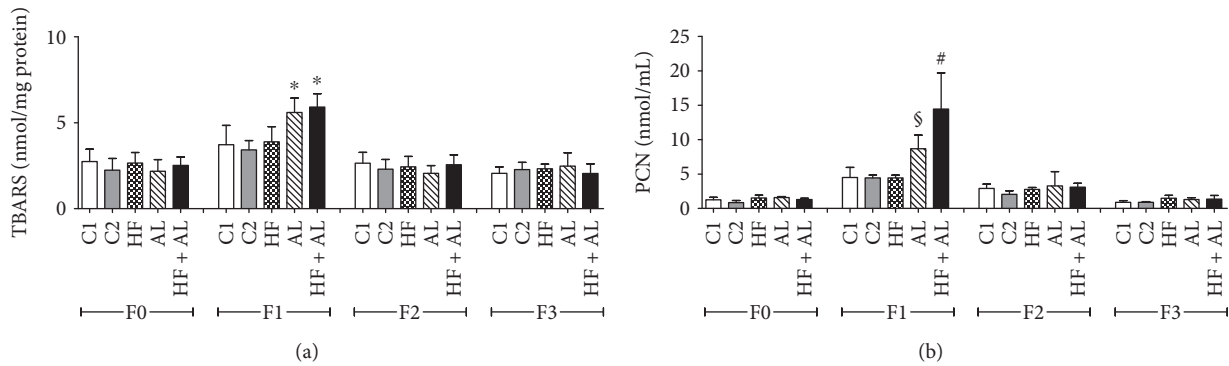 TBARS (nmol/mg protein)
10
5
0
* *
C1 C2 HF AL HF + AL C1 C2 HF AL HF + AL C1 C2 HF AL HF + AL C1 C2 HF AL HF + AL
F0 F1 F2 F3
(a)
PCN (nmol/mL)
25
20
15
10
5
0
#
§
C1 C2 HF AL HF + AL C1 C2 HF AL HF + AL C1 C2 HF AL HF + AL C1 C2 HF AL HF + AL
F0 F1 F2 F3
(b)